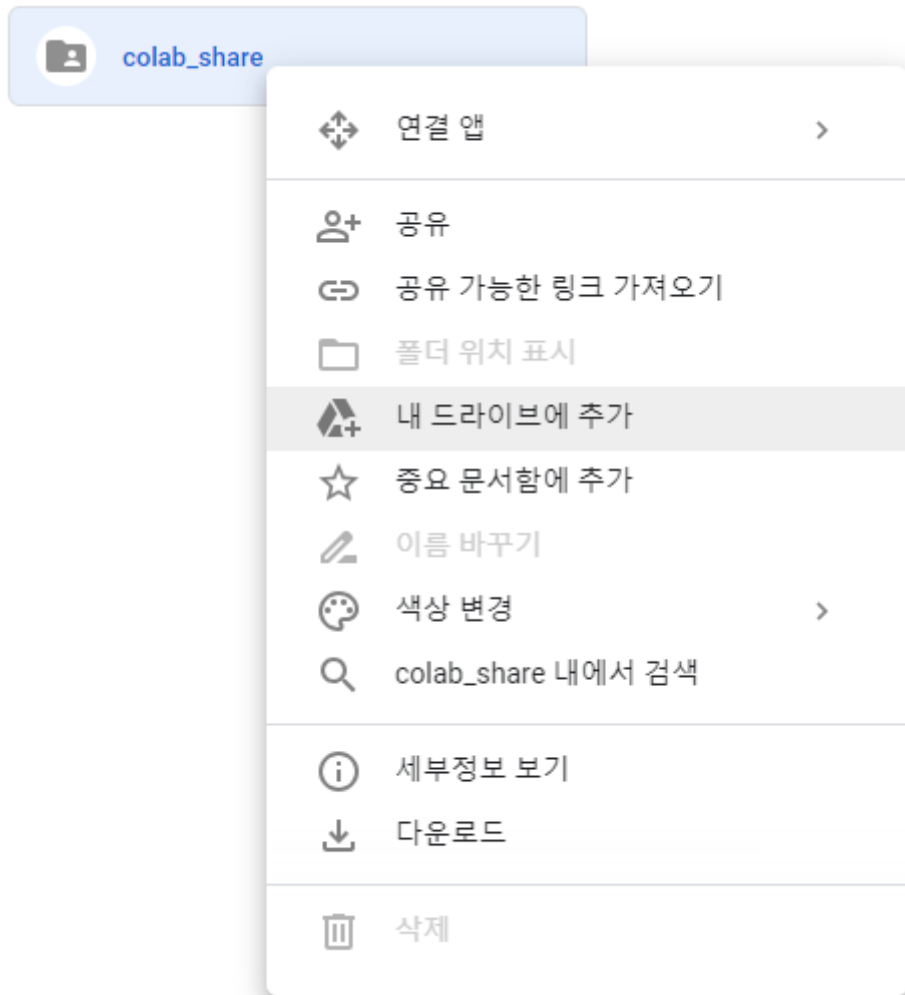 colab_share
연결 앱
공유
공유 가능한 링크 가져오기
폴더 위치 표시
내 드라이브에 추가
중요 문서함에 추가
이름 바꾸기
색상 변경
colab_share 내에서 검색
세부정보 보기
다운로드
삭제